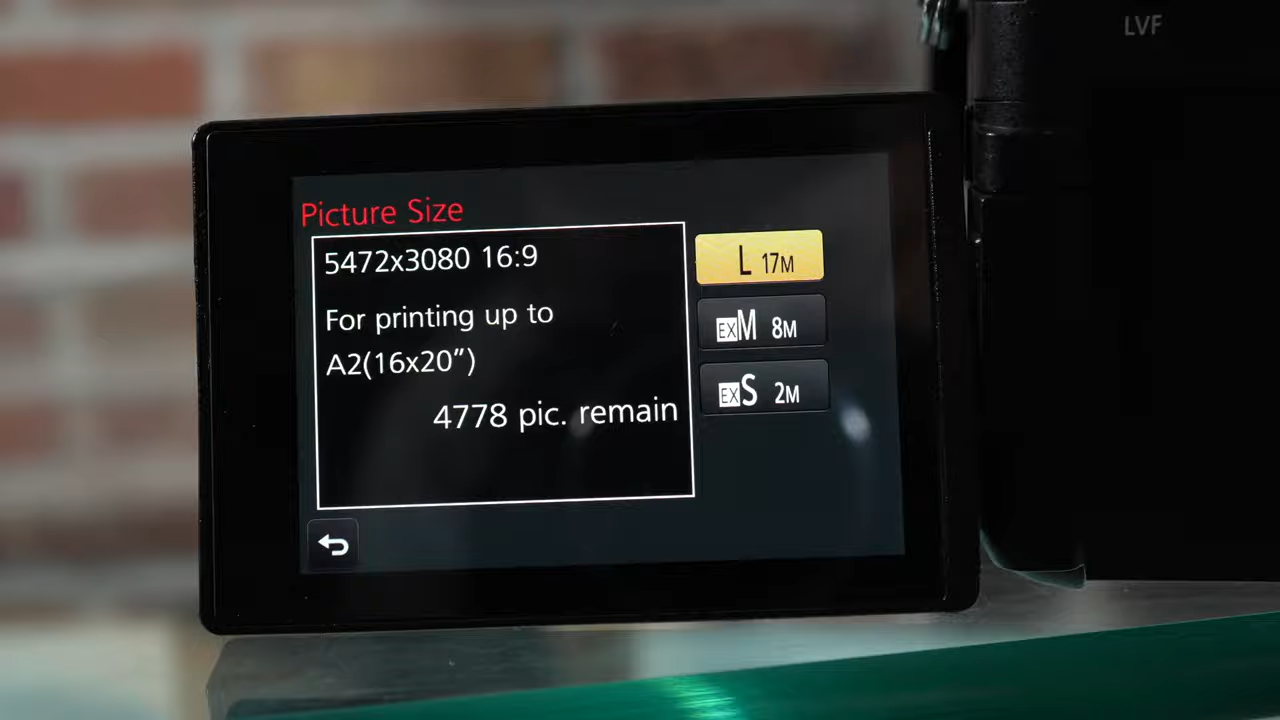 LVF
Picture Size
5472x3080 16:9
For printing up to
A2(16x20″)
4778 pic. remain
L 17M
EXM 8M
EXS 2M